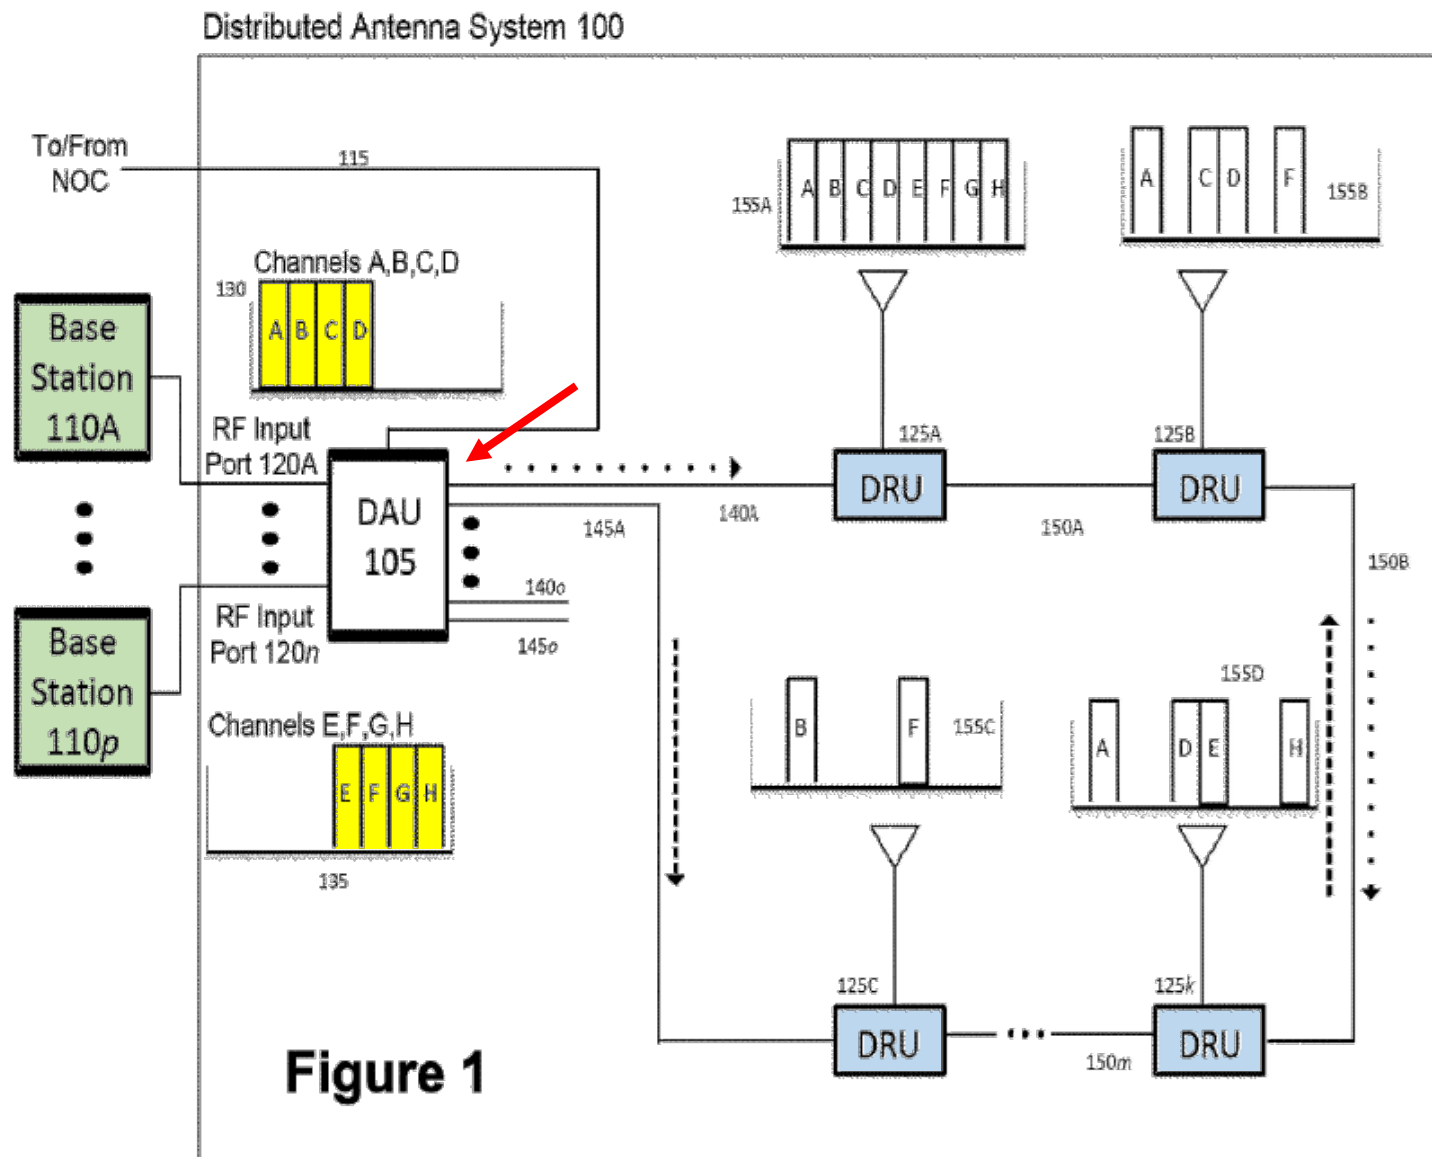 Distributed Antenna System 100
To/From
NOC
115
Channels A,B,C,D
130
A B C D
Base
Station
110A
RF Input
Port 120A
DAU
105
RF Input
Port 120n
Base
Station
110p
Channels E,F,G,H
E F G H
135
140A
145A
140o
145o
155A
A B C D E F G H
125A
DRU
150A
A C D F
155B
125B
DRU
150B
B F
155C
125C
DRU
150m
155D
A D E H
125k
DRU
Figure 1